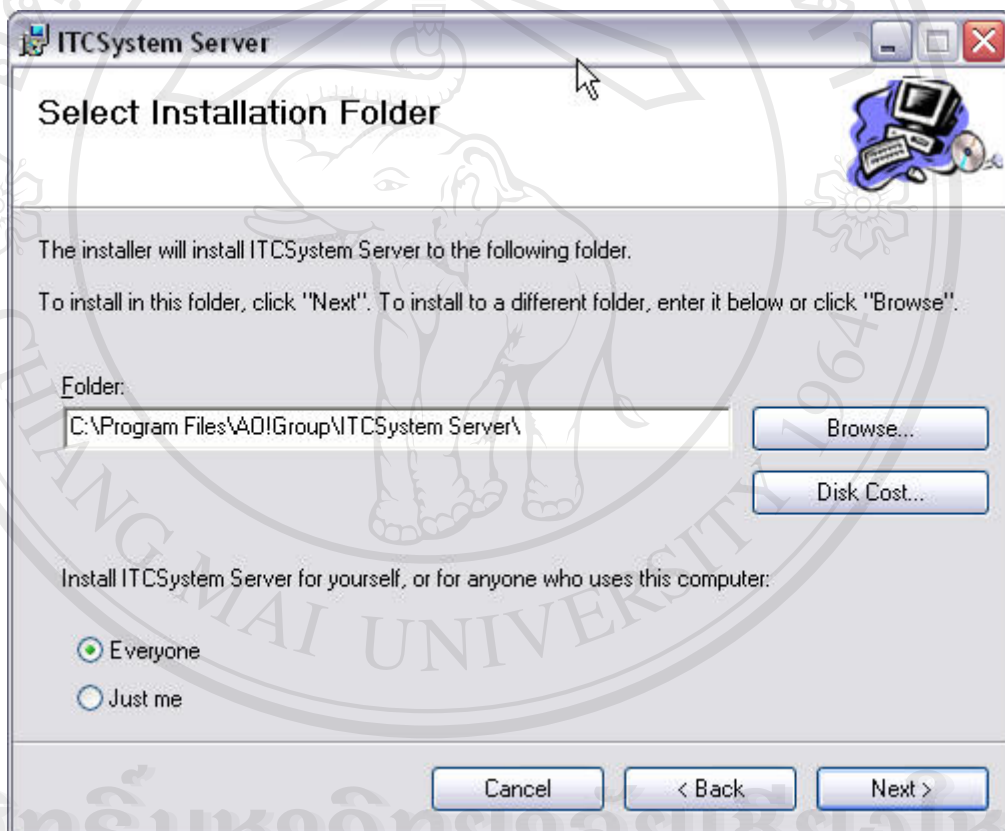 ITCSystem Server
Select Installation Folder
The installer will install ITCSystem Server to the following folder.
To install in this folder, click "Next". To install to a different folder, enter it below or click "Browse".
Folder:
C:\Program Files\AO!Group\ITCSystem Server\
Browse...
Disk Cost...
Install ITCSystem Server for yourself, or for anyone who uses this computer:
Everyone
Just me
Cancel
< Back
Next >
MAI UNIVERSITY 1964